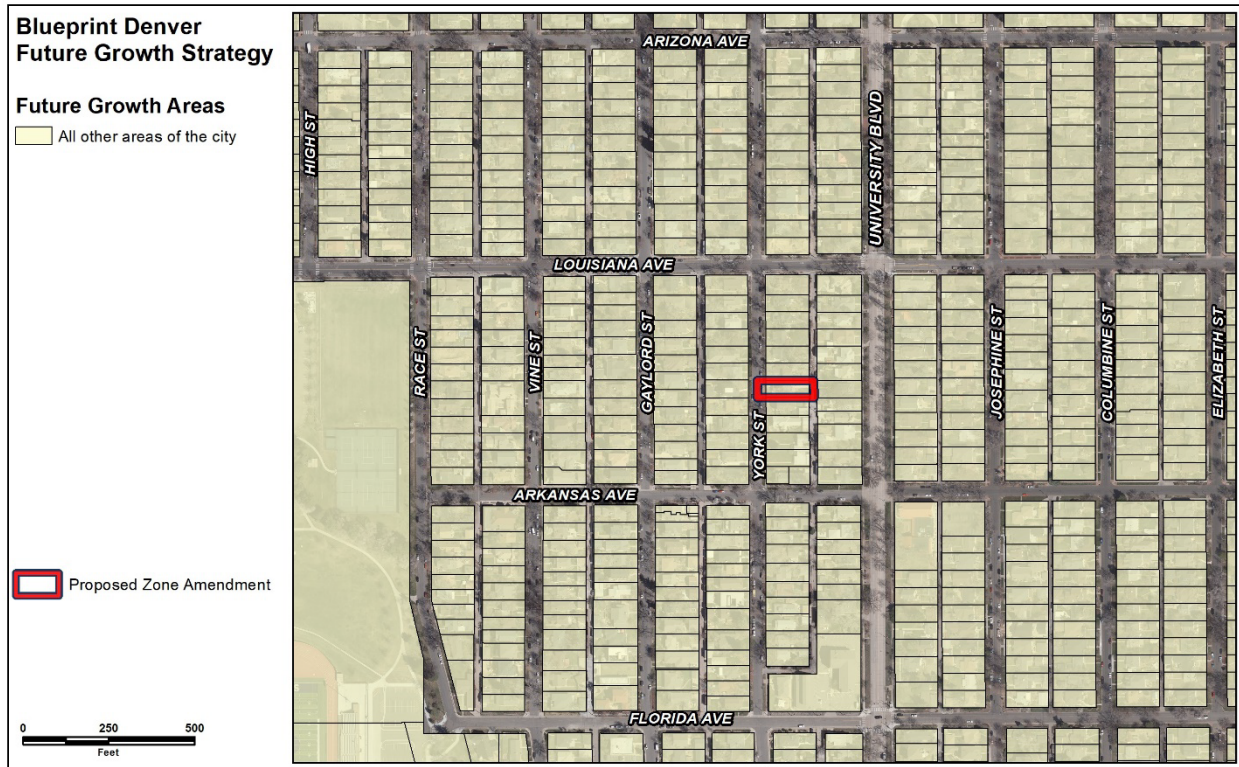 Blueprint Denver
Future Growth Strategy
Future Growth Areas
All other areas of the city
Proposed Zone Amendment
0 250 500
Feet
ARIZONA AVE
HIGH ST
UNIVERSITY BLVD
LOUISIANA AVE
RACE ST
VINE ST
GAYLORD ST
YORK ST
JOSEPHINE ST
COLUMBINE ST
ELIZABETH ST
ARKANSAS AVE
FLORIDA AVE